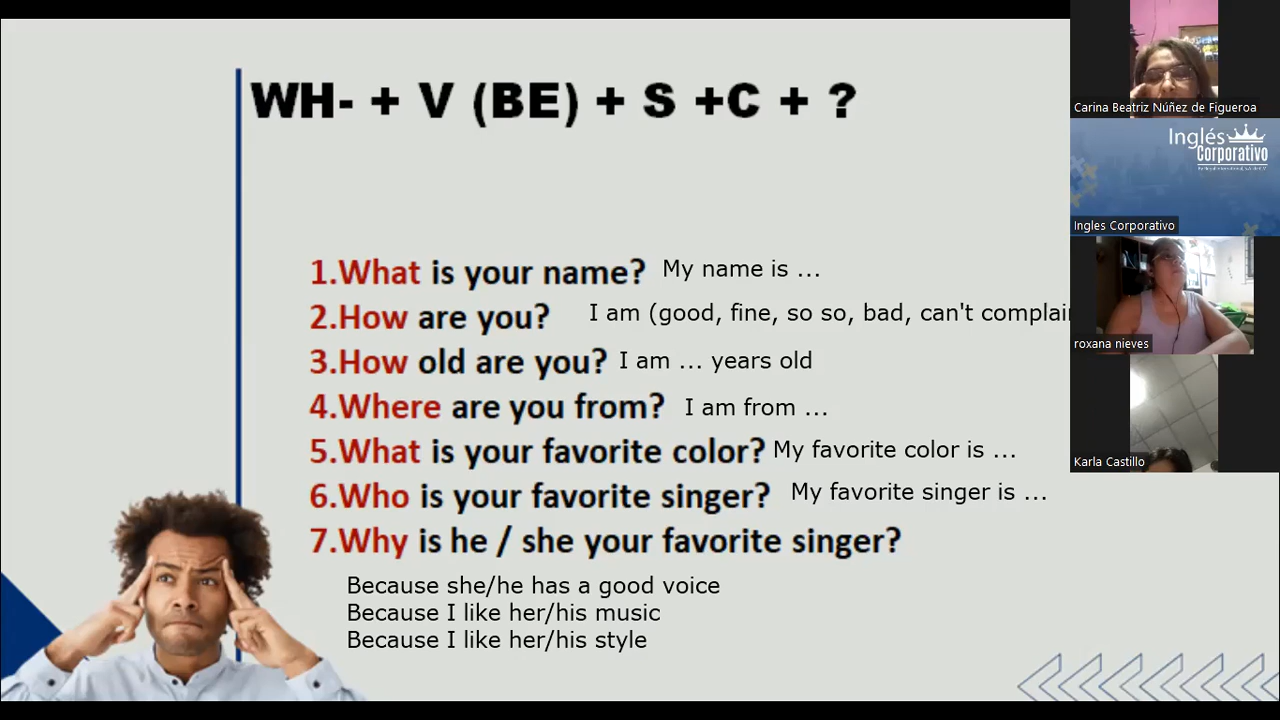 WH- + V (BE) + S +C + ?
1.What is your name? My name is ...
2.How are you? I am (good, fine, so so, bad, can't complain
3.How old are you? I am ... years old
4.Where are you from? I am from ...
5.What is your favorite color? My favorite color is ...
6.Who is your favorite singer? My favorite singer is ...
7.Why is he / she your favorite singer?
Because she/he has a good voice
Because I like her/his music
Because I like her/his style
Carina Beatriz Núñez de Figueroa
Inglés
Corporativo
Ingles Corporativo
roxana nieves
Karla Castillo